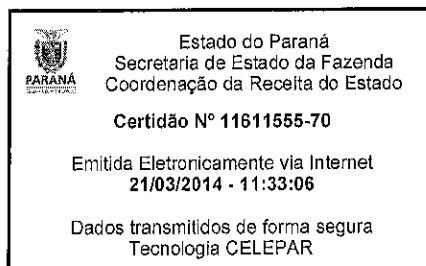 Estado do Paraná
Secretaria de Estado da Fazenda
PARANÁ
Coordenação da Receita do Estado
Certidão Nº 11611555-70
Emitida Eletronicamente via Internet
21/03/2014 - 11:33:06
Dados transmitidos de forma segura
Tecnologia CELEPAR